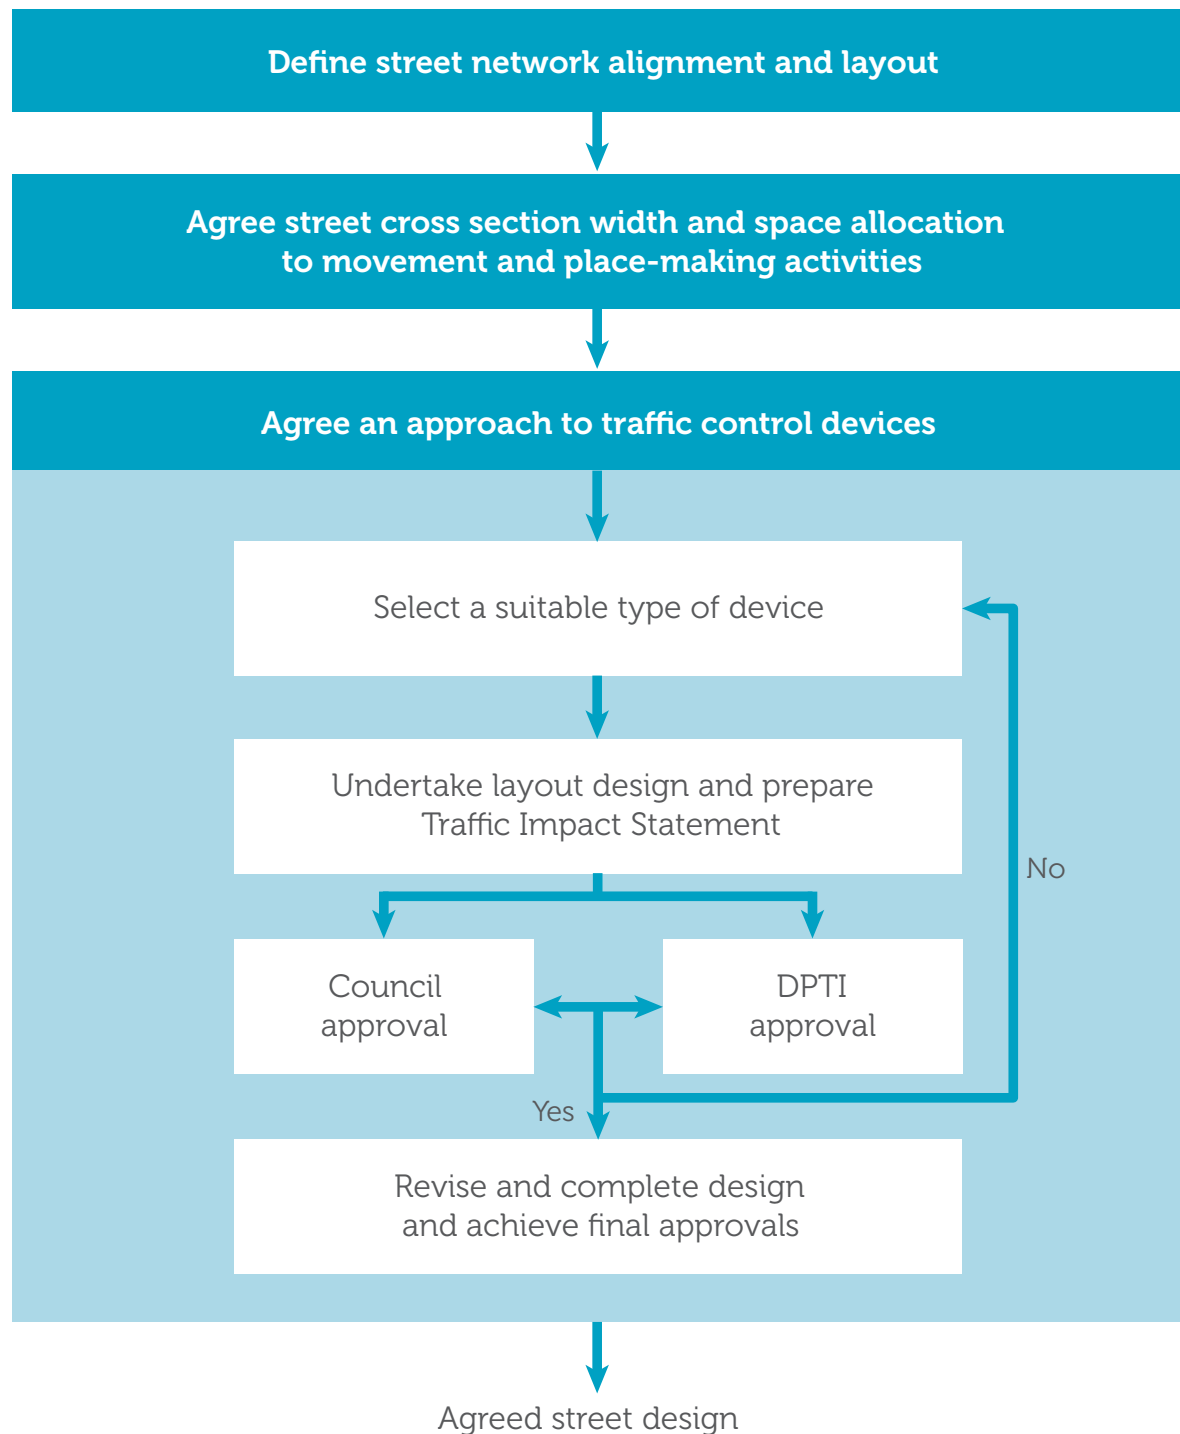 Define street network alignment and layout
Agree street cross section width and space allocation
to movement and place-making activities
Agree an approach to traffic control devices
Select a suitable type of device
Undertake layout design and prepare
Traffic Impact Statement
No
Council
approval
DPTI
approval
Yes
Revise and complete design
and achieve final approvals
Agreed street design